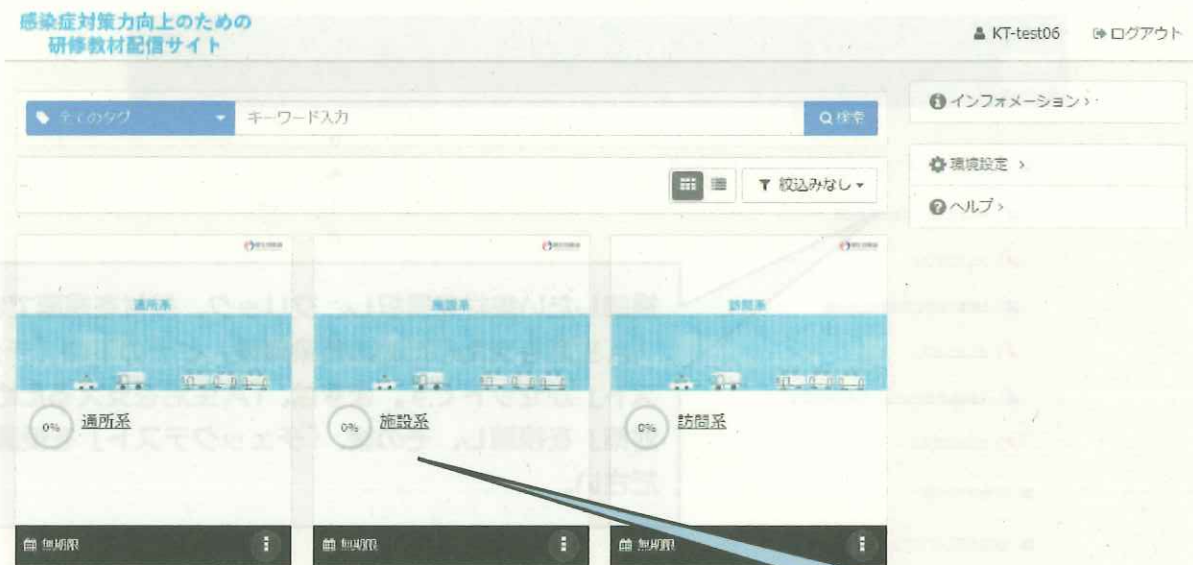 感染症対策力向上のための
研修教材配信サイト
KT-test06 ログアウト
全てのタグ キーワード入力 検索
インフォメーション ›
絞込みなし
環境設定 ›
ヘルプ ›
通所系 施設系 訪問系
0% 通所系 0% 施設系 0% 訪問系
無期限 無期限 無期限